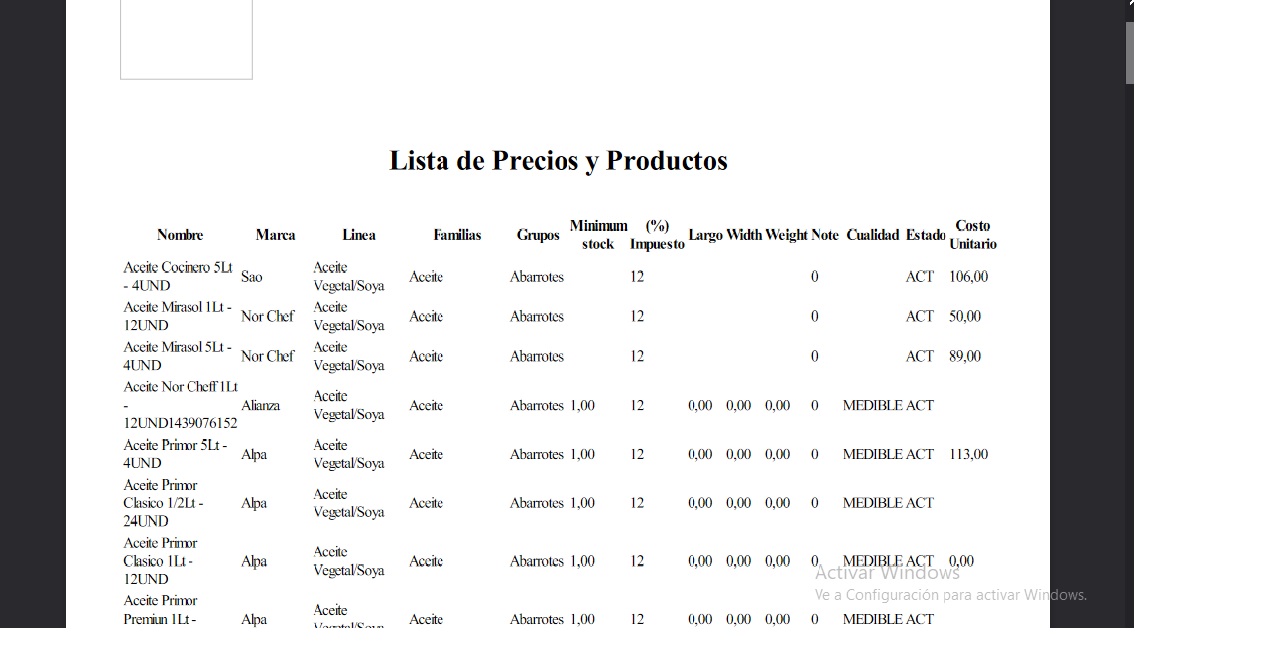 Lista de Precios y Productos
Nombre Marca Linea Familias Grupos Minimum stock (%) Impuesto Largo Width Weight Note Cualidad Estado Costo Unitario
Aceite Cocinero 5Lt - 4UND Sao Aceite Vegetal/Soya Aceite Abarrotes 12 0 ACT 106,00
Aceite Mirasol 1Lt - 12UND Nor Chef Aceite Vegetal/Soya Aceite Abarrotes 12 0 ACT 50,00
Aceite Mirasol 5Lt - 4UND Nor Chef Aceite Vegetal/Soya Aceite Abarrotes 12 0 ACT 89,00
Aceite Nor Cheff 1Lt - 12UND1439076152 Alianza Aceite Vegetal/Soya Aceite Abarrotes 1,00 12 0,00 0,00 0,00 0 MEDIBLE ACT
Aceite Primor 5Lt - 4UND Alpa Aceite Vegetal/Soya Aceite Abarrotes 1,00 12 0,00 0,00 0,00 0 MEDIBLE ACT 113,00
Aceite Primor Clasico 1/2Lt - 24UND Alpa Aceite Vegetal/Soya Aceite Abarrotes 1,00 12 0,00 0,00 0,00 0 MEDIBLE ACT
Aceite Primor Clasico 1Lt - 12UND Alpa Aceite Vegetal/Soya Aceite Abarrotes 1,00 12 0,00 0,00 0,00 0 MEDIBLE ACT 0,00
Aceite Primor Premiun 1Lt - Alpa Aceite Aceite Abarrotes 1,00 12 0,00 0,00 0,00 0 MEDIBLE ACT
Activar Windows
Ve a Configuración para activar Windows.